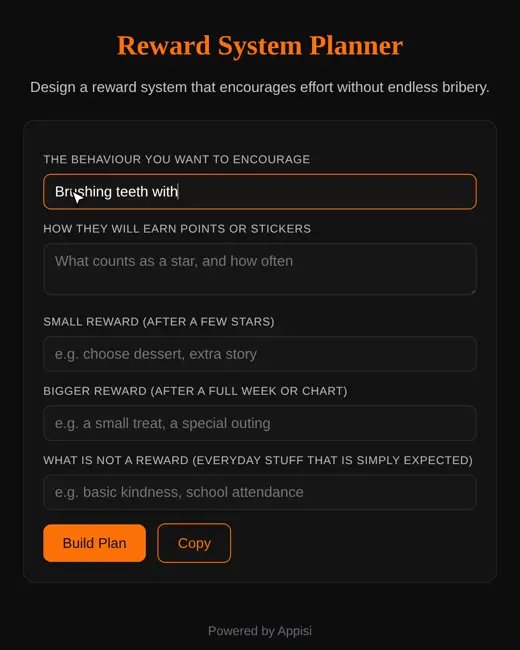 Reward System Planner
Design a reward system that encourages effort without endless bribery.
THE BEHAVIOUR YOU WANT TO ENCOURAGE
Brushing teeth with
HOW THEY WILL EARN POINTS OR STICKERS
What counts as a star, and how often
SMALL REWARD (AFTER A FEW STARS)
e.g. choose dessert, extra story
BIGGER REWARD (AFTER A FULL WEEK OR CHART)
e.g. a small treat, a special outing
WHAT IS NOT A REWARD (EVERYDAY STUFF THAT IS SIMPLY EXPECTED)
e.g. basic kindness, school attendance
Build Plan
Copy
Powered by Appisi